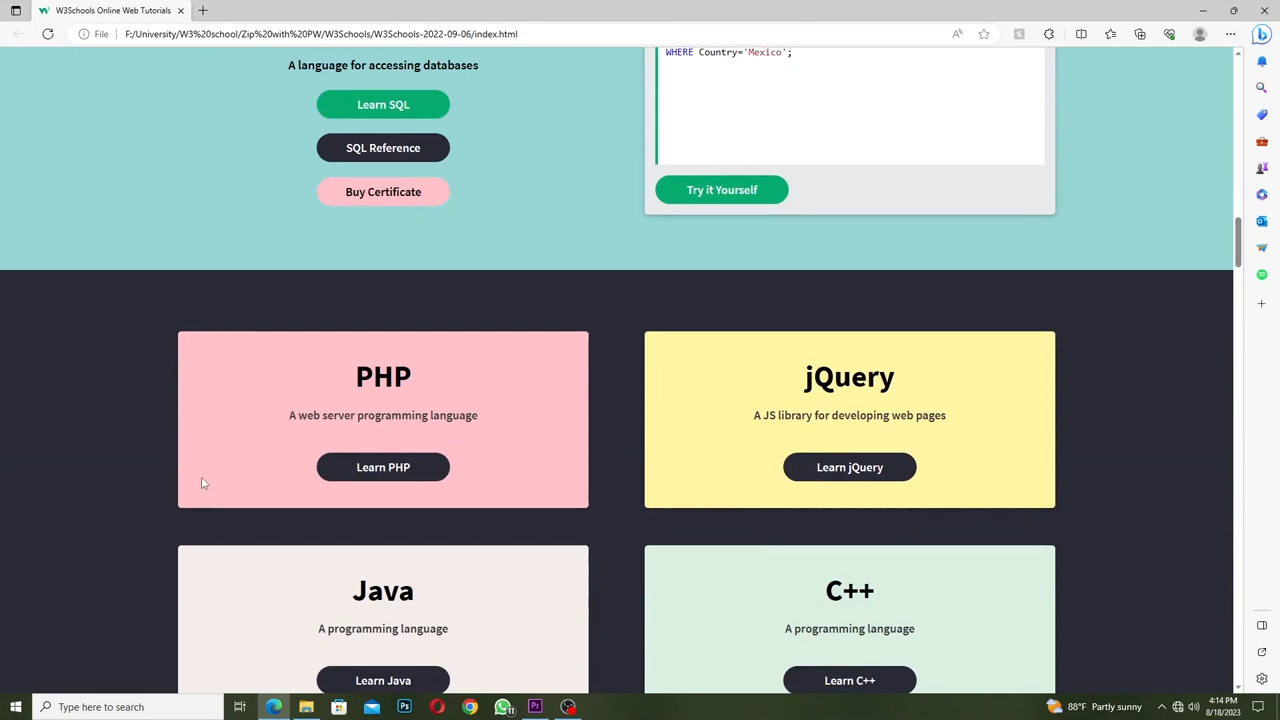 W3Schools Online Web Tutorials
File
F:/University/W3%20school/Zip%20with%20PW/W3Schools/W3Schools-2022-09-06/index.html
A language for accessing databases
Learn SQL
SQL Reference
Buy Certificate
WHERE Country='Mexico';
Try it Yourself
PHP
A web server programming language
Learn PHP
jQuery
A JS library for developing web pages
Learn jQuery
Java
A programming language
Learn Java
C++
A programming language
Learn C++
Type here to search
88°F Partly sunny
4:14 PM
8/18/2023